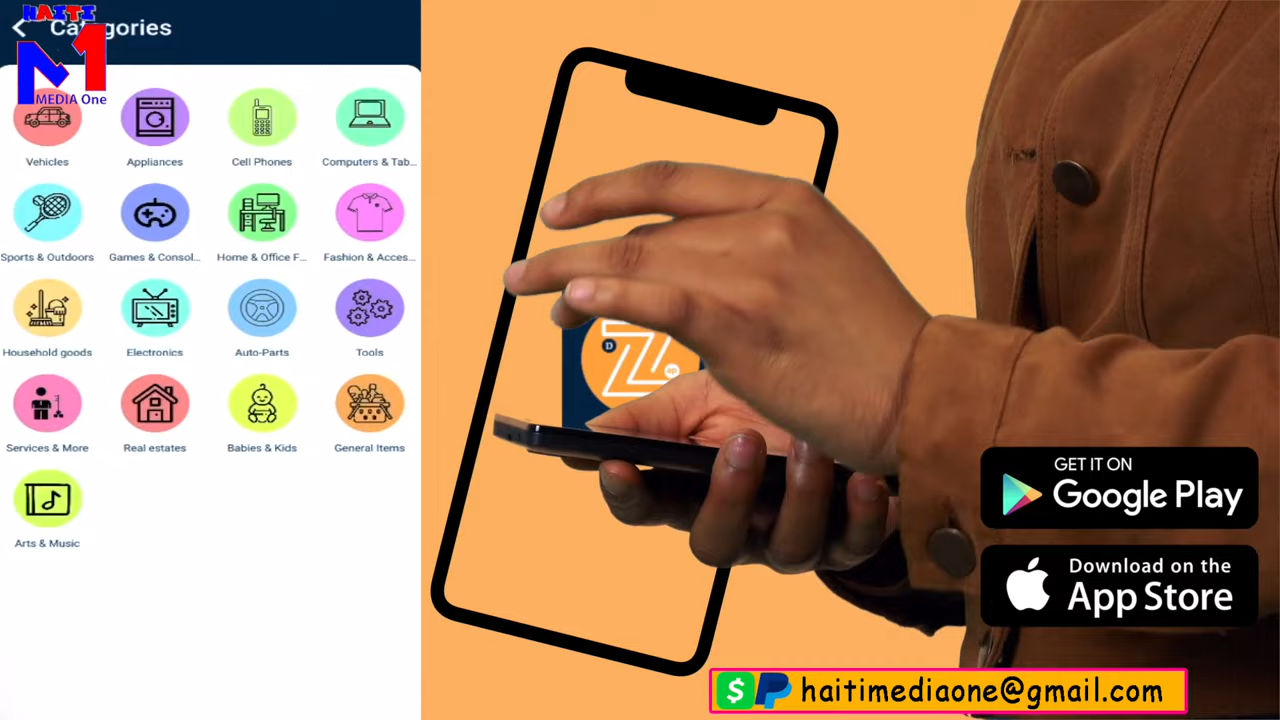 HAITI
Categories
M1
MEDIA One
Vehicles
Appliances
Cell Phones
Computers & Tab...
Sports & Outdoors
Games & Consol...
Home & Office F...
Fashion & Acces...
Household goods
Electronics
Auto-Parts
Tools
Services & More
Real estates
Babies & Kids
General Items
Arts & Music
D
Z
GET IT ON
Google Play
Download on the
App Store
$ P haitimediaone@gmail.com